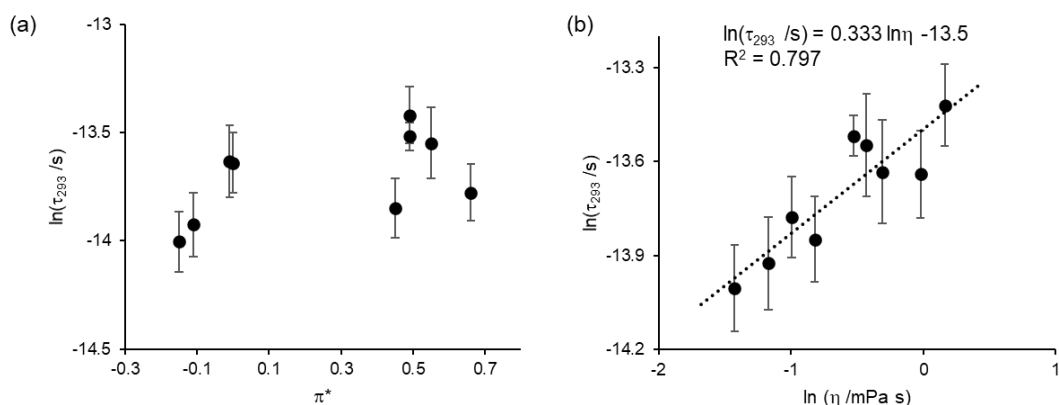 (a)
-13
-13.5
-14
-14.5
ln(τ₂₉₃ /s)
-0.3
-0.1
0.1
0.3
0.5
0.7
π*
(b)
ln(τ₂₉₃ /s) = 0.333 lnη -13.5
R² = 0.797
-13.3
-13.6
-13.9
-14.2
ln(τ₂₉₃ /s)
-2
-1
0
1
ln (η /mPa s)